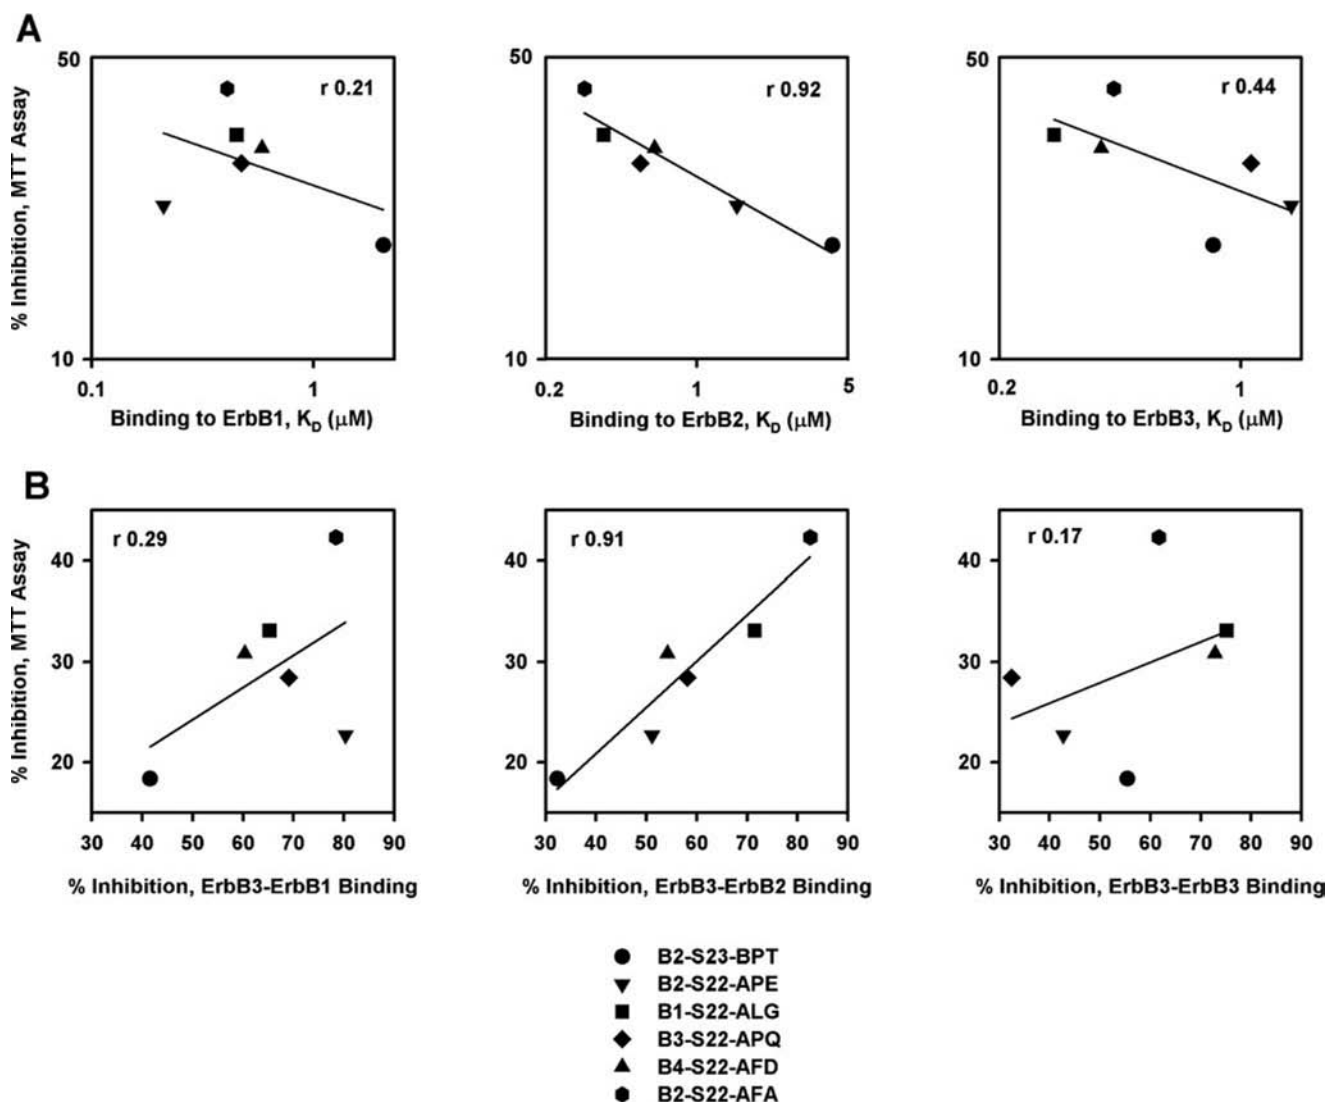 A
50
10
% Inhibition, MTT Assay
r 0.21
0.1
1
Binding to ErbB1, KD (μM)
50
10
r 0.92
0.2
1
5
Binding to ErbB2, KD (μM)
50
10
r 0.44
0.2
1
Binding to ErbB3, KD (μM)
B
% Inhibition, MTT Assay
40
30
20
r 0.29
30 40 50 60 70 80 90
% Inhibition, ErbB3-ErbB1 Binding
40
30
20
r 0.91
30 40 50 60 70 80 90
% Inhibition, ErbB3-ErbB2 Binding
40
30
20
r 0.17
30 40 50 60 70 80 90
% Inhibition, ErbB3-ErbB3 Binding
B2-S23-BPT
B2-S22-APE
B1-S22-ALG
B3-S22-APQ
B4-S22-AFD
B2-S22-AFA